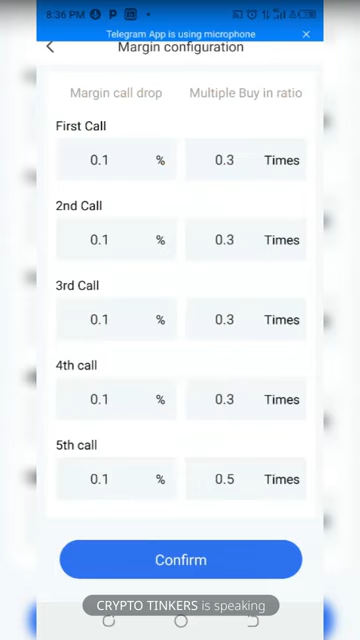 8:36 PM
Telegram App is using microphone
Margin configuration
Margin call drop Multiple Buy in ratio
First Call
0.1 % 0.3 Times
2nd Call
0.1 % 0.3 Times
3rd Call
0.1 % 0.3 Times
4th call
0.1 % 0.3 Times
5th call
0.1 % 0.5 Times
Confirm
CRYPTO TINKERS is speaking